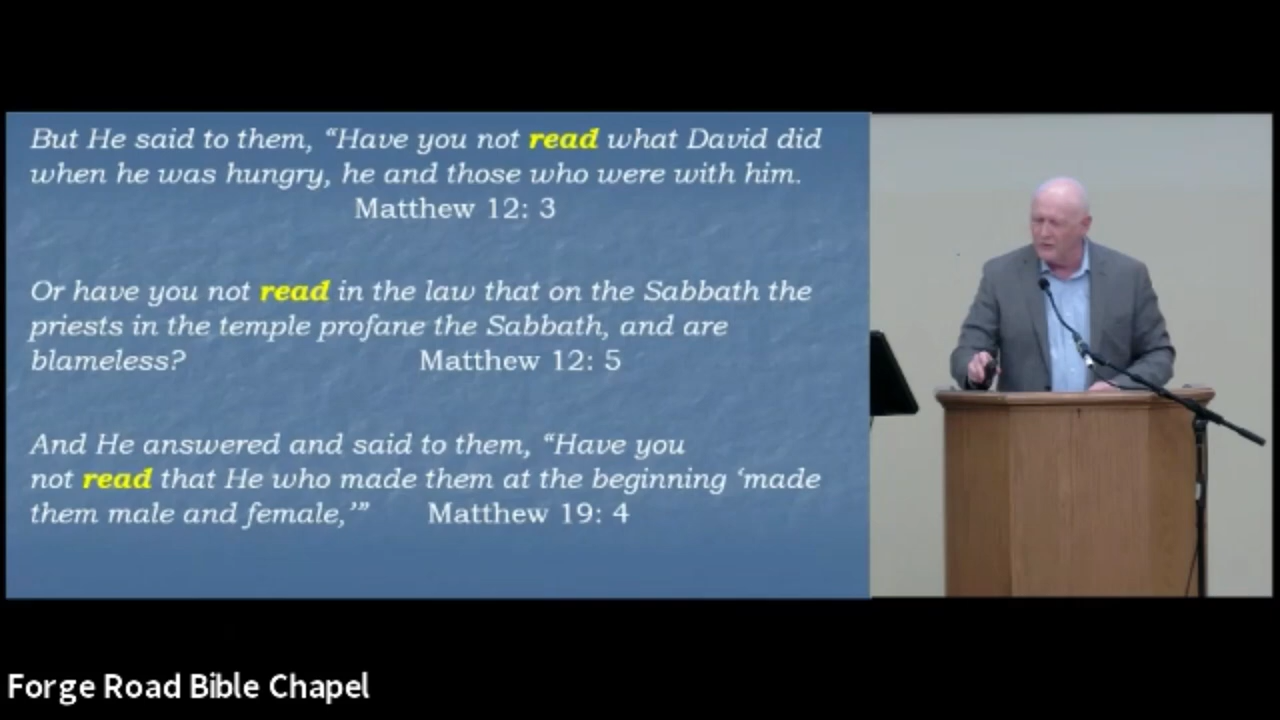 But He said to them, “Have you not read what David did
when he was hungry, he and those who were with him.
Matthew 12: 3
Or have you not read in the law that on the Sabbath the
priests in the temple profane the Sabbath, and are
blameless? Matthew 12: 5
And He answered and said to them, “Have you
not read that He who made them at the beginning ‘made
them male and female,’” Matthew 19: 4
Forge Road Bible Chapel